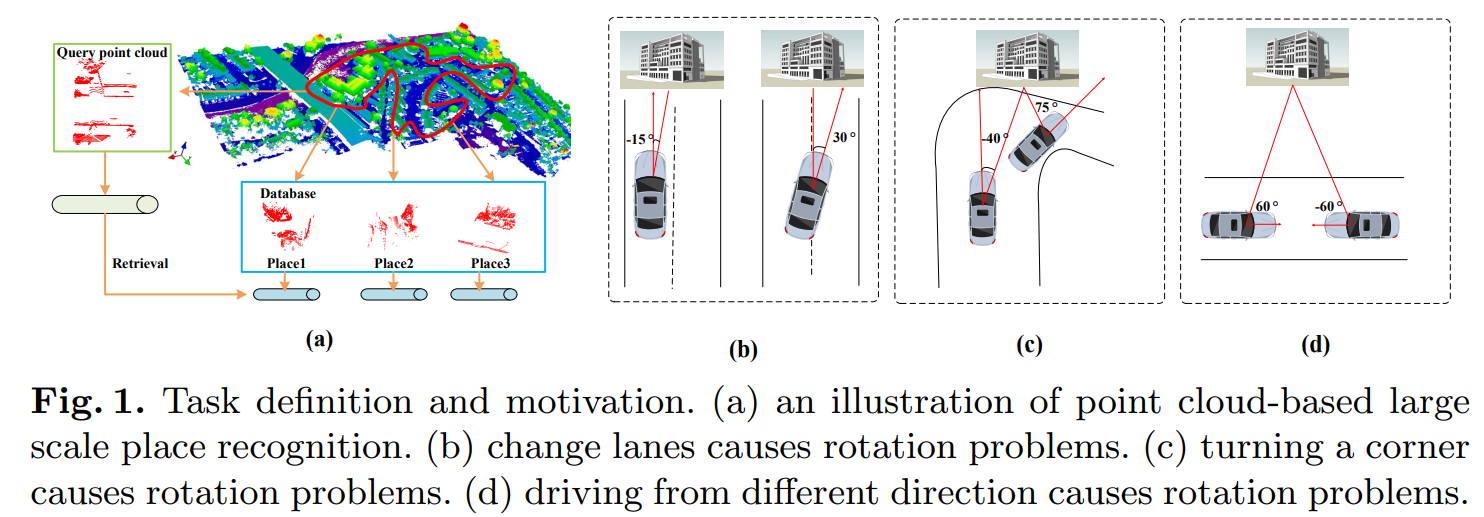 Query point cloud
Database
Place1 Place2 Place3
Retrieval
(a)
-15°
30°
(b)
-40°
75°
(c)
60°
-60°
(d)
Fig. 1. Task definition and motivation. (a) an illustration of point cloud-based large
scale place recognition. (b) change lanes causes rotation problems. (c) turning a corner
causes rotation problems. (d) driving from different direction causes rotation problems.